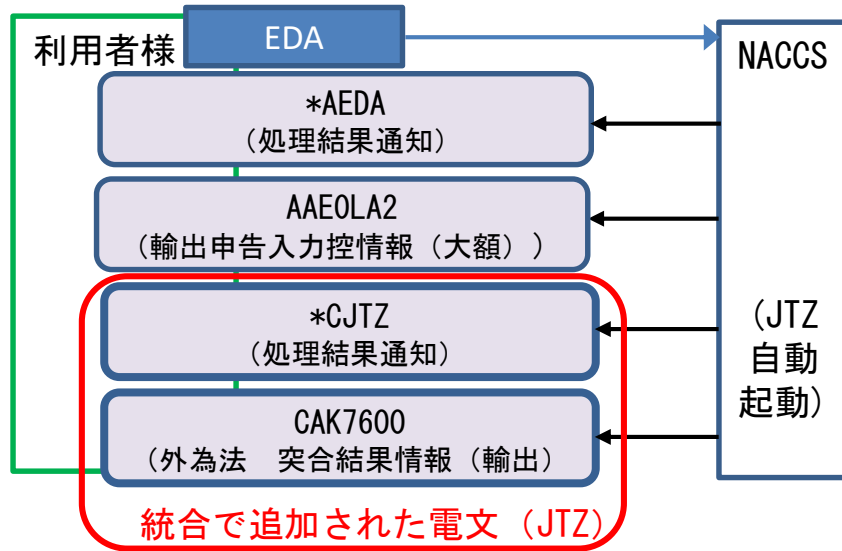 利用者様
EDA
NACCS
*AEDA
（処理結果通知）
AAE0LA2
（輸出申告入力控情報（大額））
*CJTZ
（処理結果通知）
（JTZ
自動
起動）
CAK7600
（外為法　突合結果情報（輸出）
統合で追加された電文（JTZ）